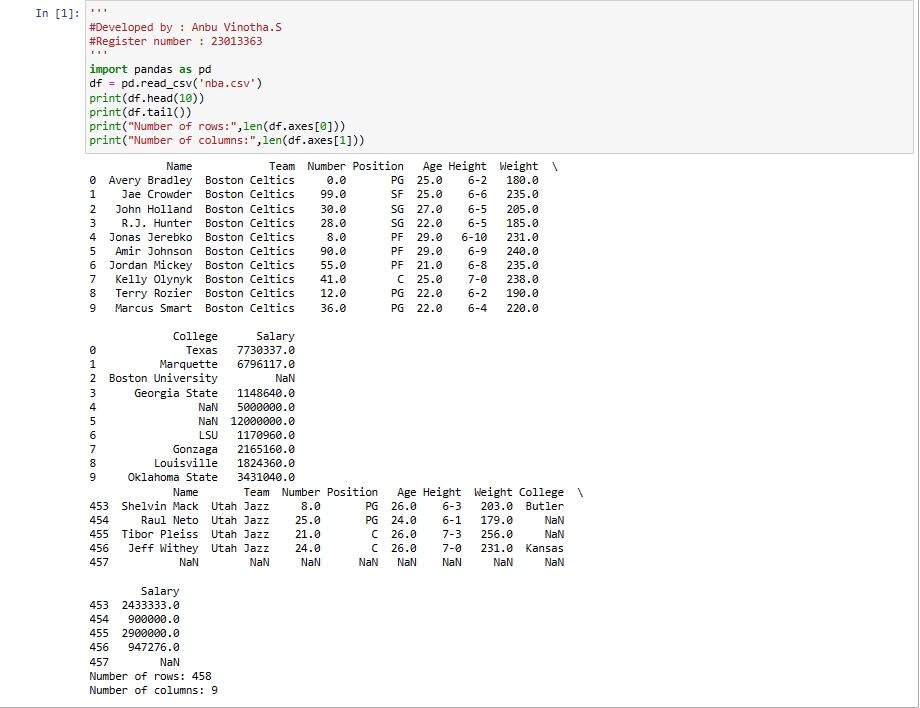 In [1]: '''
#Developed by : Anbu Vinotha.S
#Register number : 23013363
'''
import pandas as pd
df = pd.read_csv('nba.csv')
print(df.head(10))
print(df.tail())
print("Number of rows:",len(df.axes[0]))
print("Number of columns:",len(df.axes[1]))
Name Team Number Position Age Height Weight \
0 Avery Bradley Boston Celtics 0.0 PG 25.0 6-2 180.0
1 Jae Crowder Boston Celtics 99.0 SF 25.0 6-6 235.0
2 John Holland Boston Celtics 30.0 SG 27.0 6-5 205.0
3 R.J. Hunter Boston Celtics 28.0 SG 22.0 6-5 185.0
4 Jonas Jerebko Boston Celtics 8.0 PF 29.0 6-10 231.0
5 Amir Johnson Boston Celtics 90.0 PF 29.0 6-9 240.0
6 Jordan Mickey Boston Celtics 55.0 PF 21.0 6-8 235.0
7 Kelly Olynyk Boston Celtics 41.0 C 25.0 7-0 238.0
8 Terry Rozier Boston Celtics 12.0 PG 22.0 6-2 190.0
9 Marcus Smart Boston Celtics 36.0 PG 22.0 6-4 220.0
College Salary
0 Texas 7730337.0
1 Marquette 6796117.0
2 Boston University NaN
3 Georgia State 1148640.0
4 NaN 5000000.0
5 NaN 12000000.0
6 LSU 1170960.0
7 Gonzaga 2165160.0
8 Louisville 1824360.0
9 Oklahoma State 3431040.0
Name Team Number Position Age Height Weight College \
453 Shelvin Mack Utah Jazz 8.0 PG 26.0 6-3 203.0 Butler
454 Raul Neto Utah Jazz 25.0 PG 24.0 6-1 179.0 NaN
455 Tibor Pleiss Utah Jazz 21.0 C 26.0 7-3 256.0 NaN
456 Jeff Withey Utah Jazz 24.0 C 26.0 7-0 231.0 Kansas
457 NaN NaN NaN NaN NaN NaN NaN NaN
Salary
453 2433333.0
454 900000.0
455 2900000.0
456 947276.0
457 NaN
Number of rows: 458
Number of columns: 9